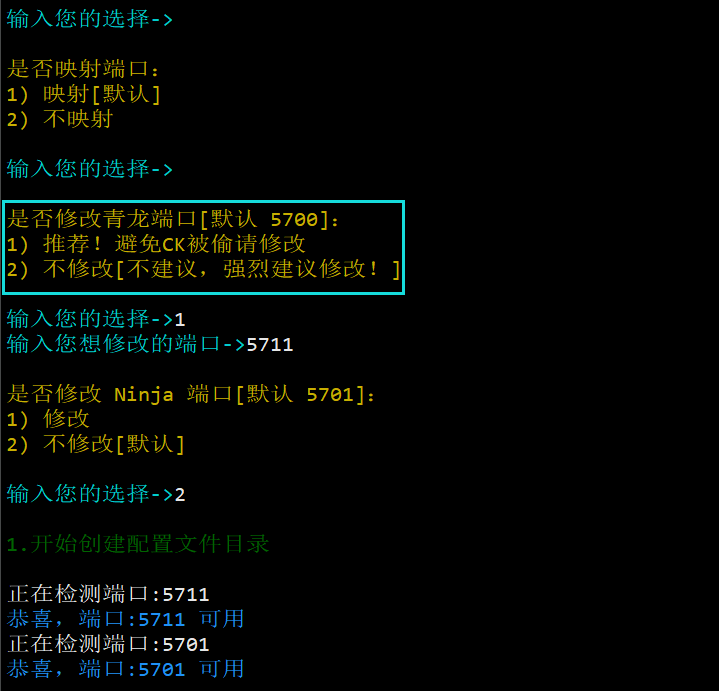 输入您的选择->
是否映射端口：
1) 映射[默认]
2) 不映射
输入您的选择->
是否修改青龙端口[默认 5700]：
1) 推荐！避免CK被偷请修改
2) 不修改[不建议，强烈建议修改！]
输入您的选择->1
输入您想修改的端口->5711
是否修改 Ninja 端口[默认 5701]：
1) 修改
2) 不修改[默认]
输入您的选择->2
1.开始创建配置文件目录
正在检测端口:5711
恭喜，端口:5711 可用
正在检测端口:5701
恭喜，端口:5701 可用